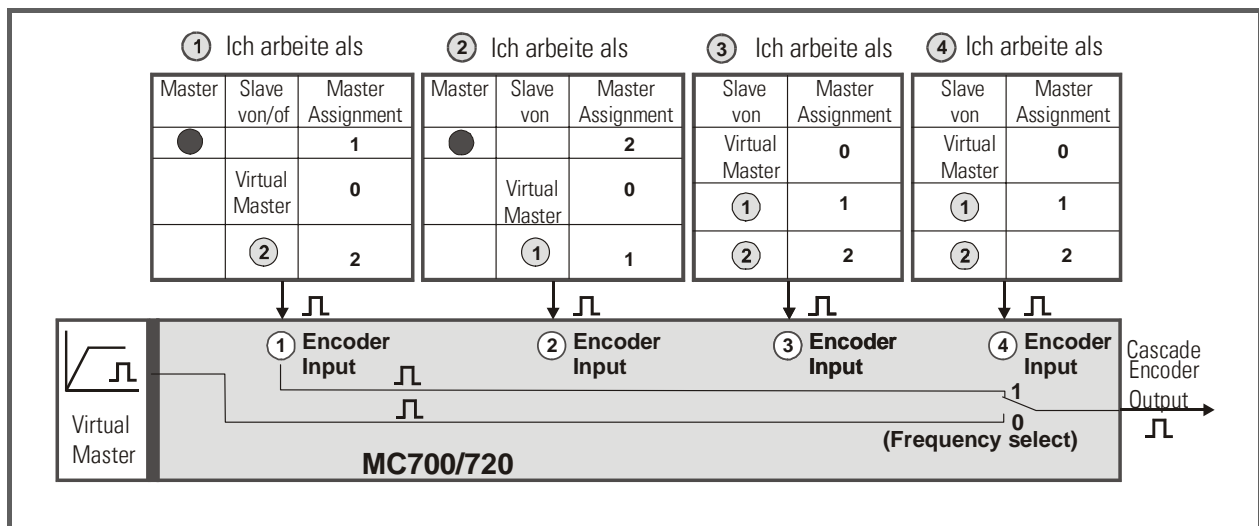 1 Ich arbeite als
Master Slave von/of Master Assignment
1
Virtual Master 0
2 2
2 Ich arbeite als
Master Slave von Master Assignment
2
Virtual Master 0
1 1
3 Ich arbeite als
Slave von Master Assignment
Virtual Master 0
1 1
2 2
4 Ich arbeite als
Slave von Master Assignment
Virtual Master 0
1 1
2 2
1 Encoder
Input
2 Encoder
Input
3 Encoder
Input
4 Encoder
Input
Virtual
Master
1
0
(Frequency select)
MC700/720
Cascade
Encoder
Output